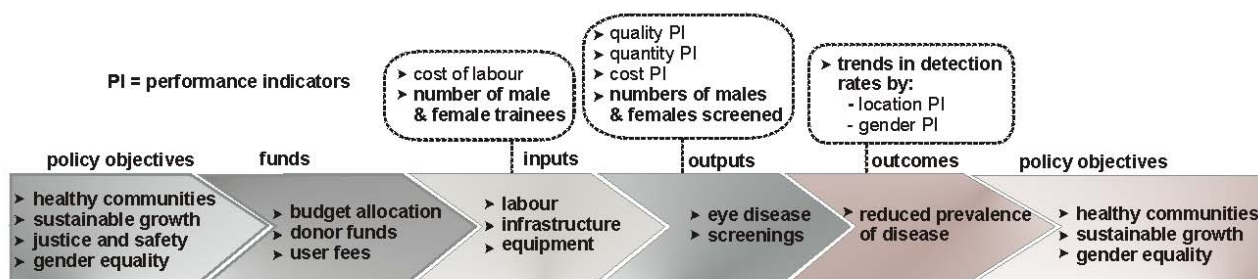 PI = performance indicators
➤ cost of labour
➤ number of male
& female trainees
➤ quality PI
➤ quantity PI
➤ cost PI
➤ numbers of males
& females screened
➤ trends in detection
rates by:
- location PI
- gender PI
policy objectives
➤ healthy communities
➤ sustainable growth
➤ justice and safety
➤ gender equality
funds
➤ budget allocation
➤ donor funds
➤ user fees
inputs
➤ labour
➤ infrastructure
➤ equipment
outputs
➤ eye disease
➤ screenings
outcomes
➤ reduced prevalence
of disease
policy objectives
➤ healthy communities
➤ sustainable growth
➤ gender equality